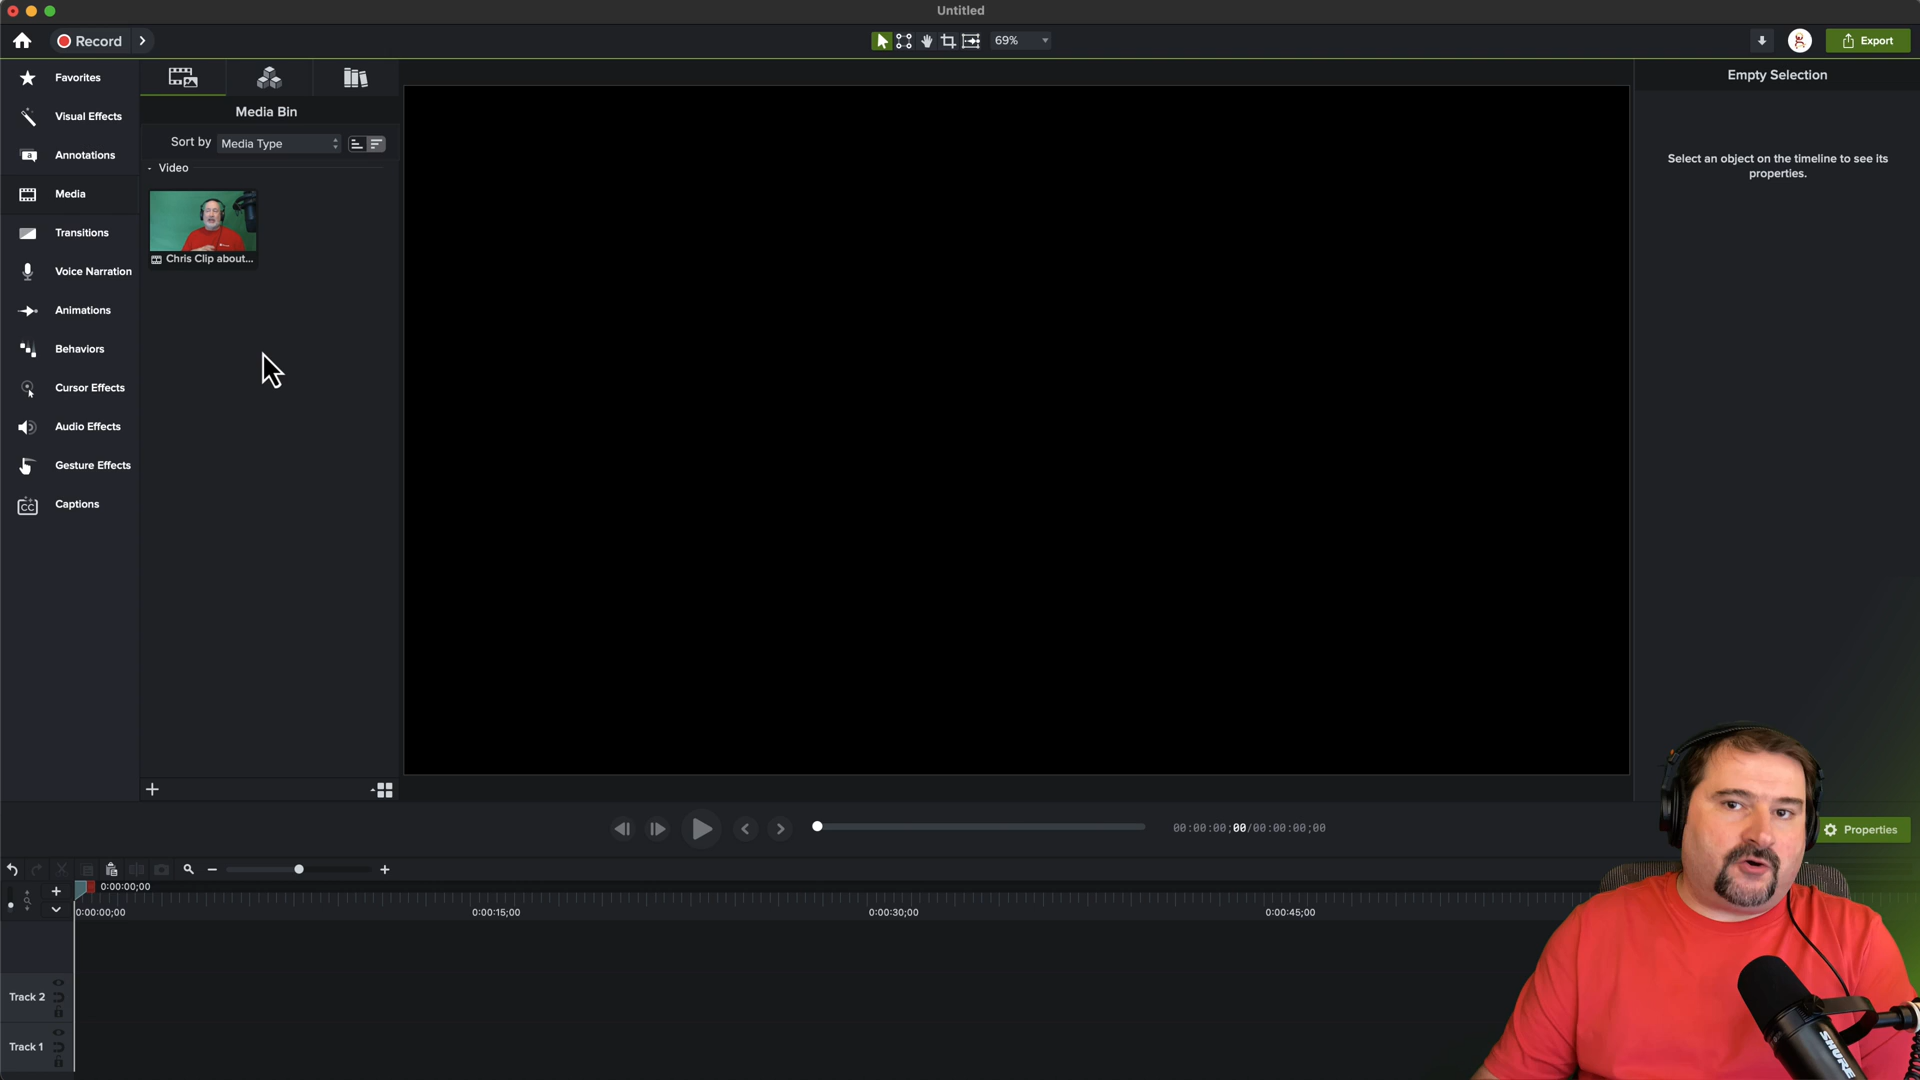 Untitled
Record
69%
Export
Favorites
Visual Effects
Annotations
Media
Transitions
Voice Narration
Animations
Behaviors
Cursor Effects
Audio Effects
Gesture Effects
Captions
Media Bin
Sort by Media Type
- Video
Chris Clip about...
Empty Selection
Select an object on the timeline to see its
properties.
00:00:00;00/00:00:00;00
Properties
0:00:00;00
0:00:00;00
0:00:15;00
0:00:30;00
0:00:45;00
Track 2
Track 1
SHURE